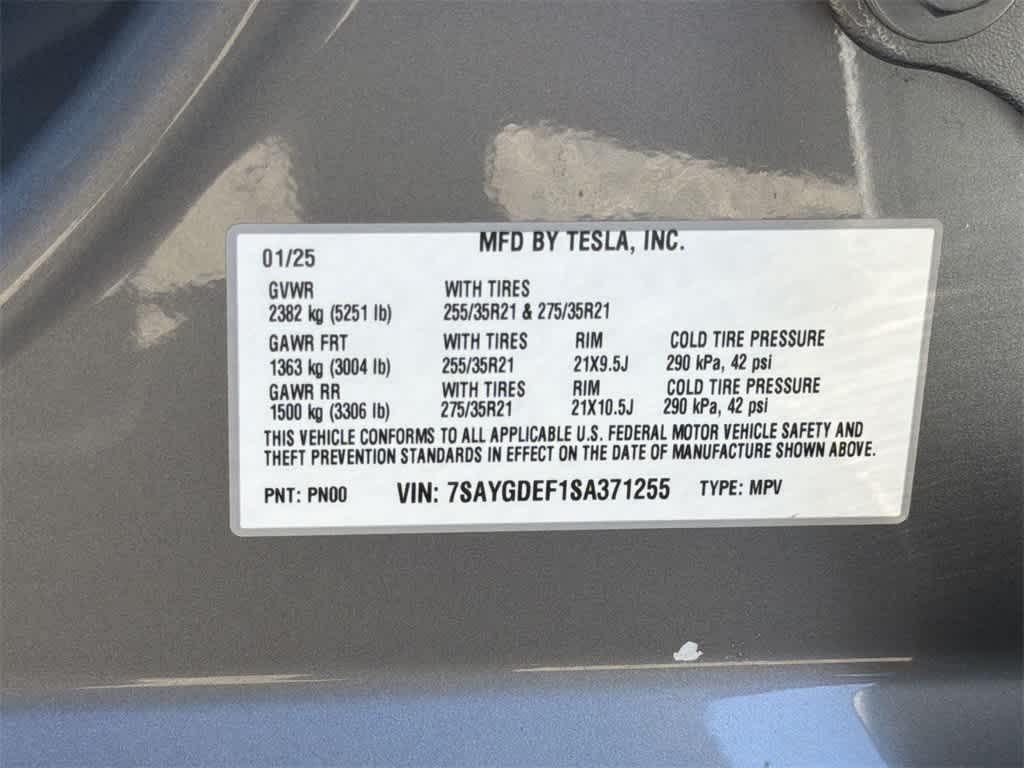 MFD BY TESLA, INC.
01/25
GVWR WITH TIRES
2382 kg (5251 lb) 255/35R21 & 275/35R21
GAWR FRT WITH TIRES RIM COLD TIRE PRESSURE
1363 kg (3004 lb) 255/35R21 21X9.5J 290 kPa, 42 psi
GAWR RR WITH TIRES RIM COLD TIRE PRESSURE
1500 kg (3306 lb) 275/35R21 21X10.5J 290 kPa, 42 psi
THIS VEHICLE CONFORMS TO ALL APPLICABLE U.S. FEDERAL MOTOR VEHICLE SAFETY AND
THEFT PREVENTION STANDARDS IN EFFECT ON THE DATE OF MANUFACTURE SHOWN ABOVE.
PNT: PN00 VIN: 7SAYGDEF1SA371255 TYPE: MPV